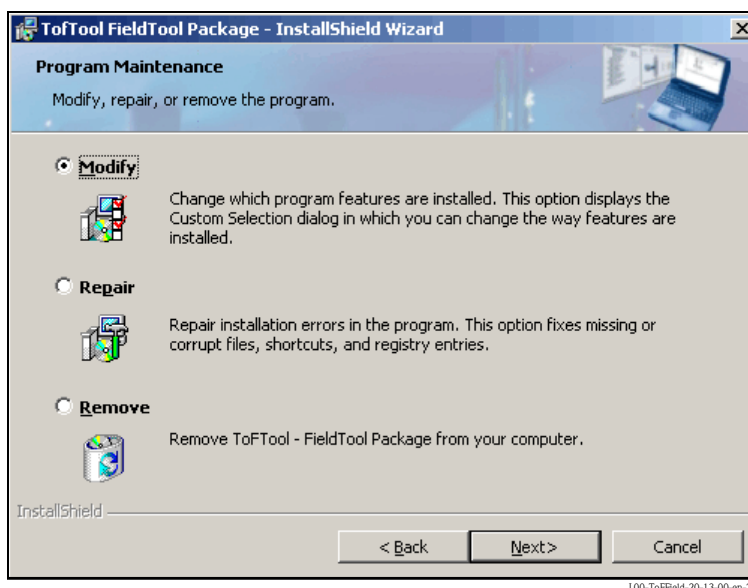 TofTool FieldTool Package - InstallShield Wizard
Program Maintenance
Modify, repair, or remove the program.
Modify
Change which program features are installed. This option displays the
Custom Selection dialog in which you can change the way features are
installed.
Repair
Repair installation errors in the program. This option fixes missing or
corrupt files, shortcuts, and registry entries.
Remove
Remove ToFTool - FieldTool Package from your computer.
InstallShield
< Back
Next>
Cancel